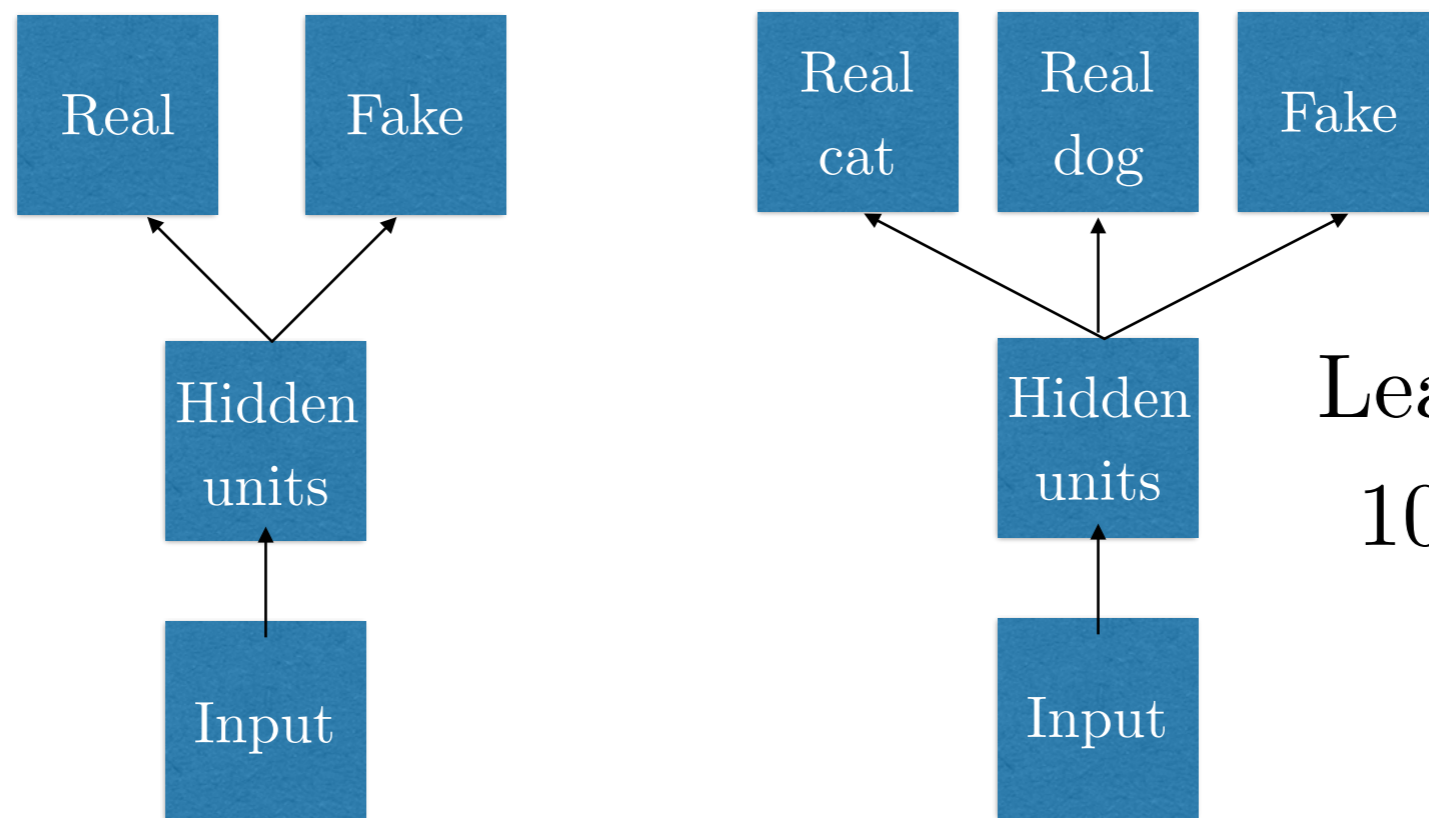 Real
Fake
Hidden
units
Input
Real
cat
Real
dog
Fake
Hidden
units
Input